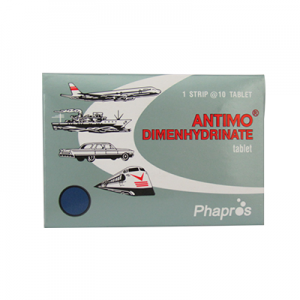 1 STRIP @ 10 TABLET
ANTIMO®
DIMENHYDRINATE
tablet
Phapros